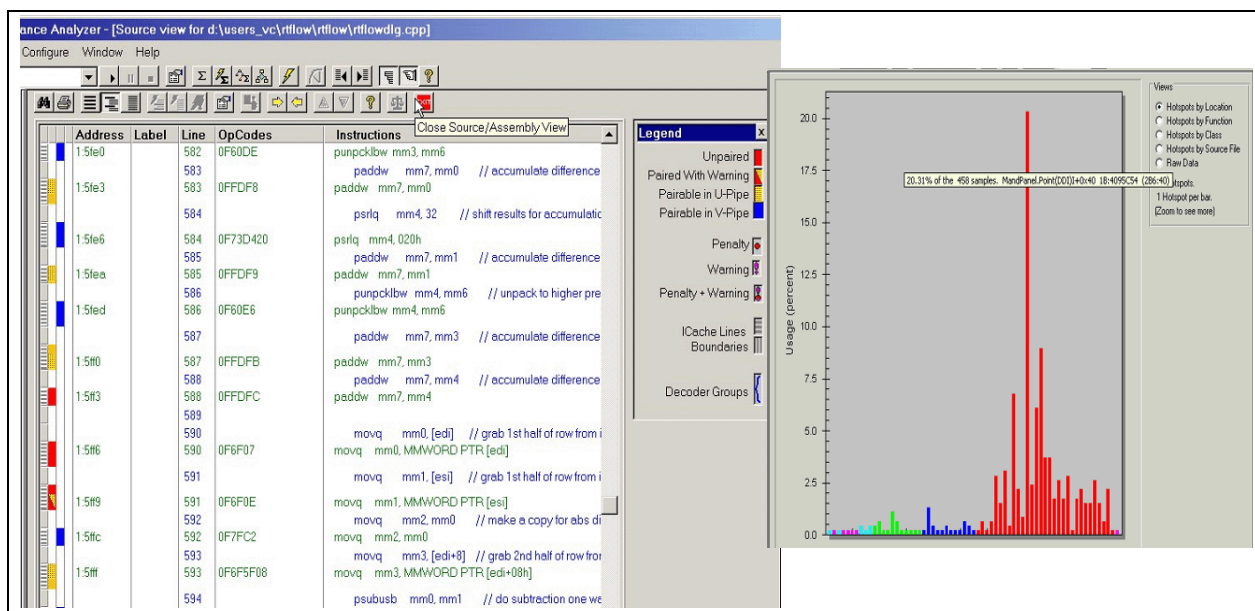 ance Analyzer - [Source view for d:\users_vc\rtflow\rtflow\rtflowdlg.cpp]
Configure Window Help
Close Source/Assembly View
Address Label Line OpCodes Instructions
1:5fe0 582 0F60DE punpcklbw mm3, mm6
583 paddw mm7, mm0 // accumulate difference
1:5fe3 583 0FFDF8 paddw mm7, mm0
584 psrlq mm4, 32 // shift results for accumulatic
1:5fe6 584 0F73D420 psrlq mm4, 020h
585 paddw mm7, mm1 // accumulate difference
1:5fea 585 0FFDF9 paddw mm7, mm1
586 punpcklbw mm4, mm6 // unpack to higher pre
1:5fed 586 0F60E6 punpcklbw mm4, mm6
587 paddw mm7, mm3 // accumulate difference
1:5ff0 587 0FFDFB paddw mm7, mm3
588 paddw mm7, mm4 // accumulate difference
1:5ff3 588 0FFDFC paddw mm7, mm4
589
590 movq mm0, [edi] // grab 1st half of row from i
1:5ff6 590 0F6F07 movq mm0, MMWORD PTR [edi]
591 movq mm1, [esi] // grab 1st half of row from i
1:5ff9 591 0F6F0E movq mm1, MMWORD PTR [esi]
592 movq mm2, mm0 // make a copy for abs di
1:5ffc 592 0F7FC2 movq mm2, mm0
593 movq mm3, [edi+8] // grab 2nd half of row fror
1:5fff 593 0F6F5F08 movq mm3, MMWORD PTR [edi+08h]
594 psubusb mm0, mm1 // do subtraction one we
Legend x
Unpaired
Paired With Warning
Pairable in U-Pipe
Pairable in V-Pipe
Penalty
Warning
Penalty + Warning
ICache Lines
Boundaries
Decoder Groups
Usage (percent)
20.0
17.5
15.0
12.5
10.0
7.5
5.0
2.5
0.0
20.31% of the 458 samples. MandPanel.Point(DDI)I+0x40 1B:4095C54 (2B6:40)
Views
Hotspots by Location
Hotspots by Function
Hotspots by Class
Hotspots by Source File
Raw Data
otspots.
1 Hotspot per bar.
(Zoom to see more)